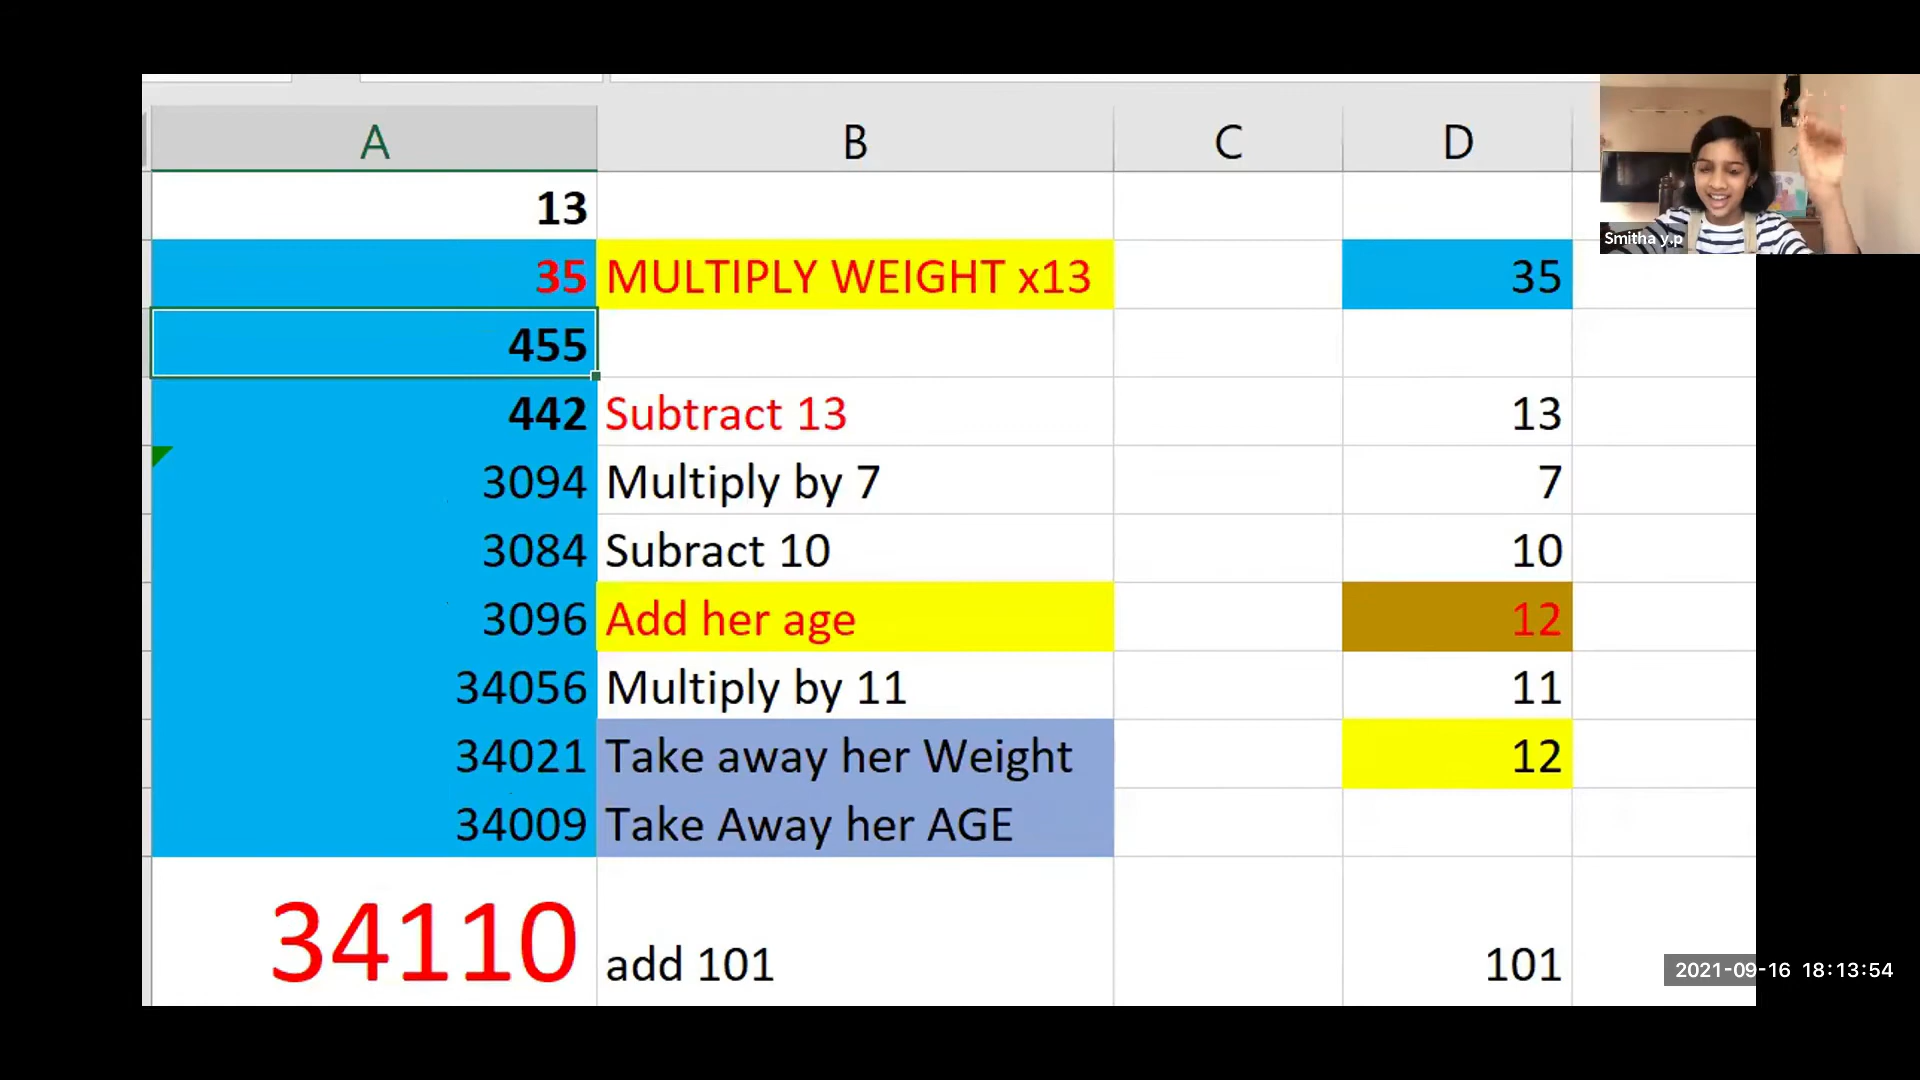 A B C D
13
35 MULTIPLY WEIGHT x13 35
455
442 Subtract 13 13
3094 Multiply by 7 7
3084 Subract 10 10
3096 Add her age 12
34056 Multiply by 11 11
34021 Take away her Weight 12
34009 Take Away her AGE
34110 add 101 101
Smitha y.p
2021-09-16 18:13:54